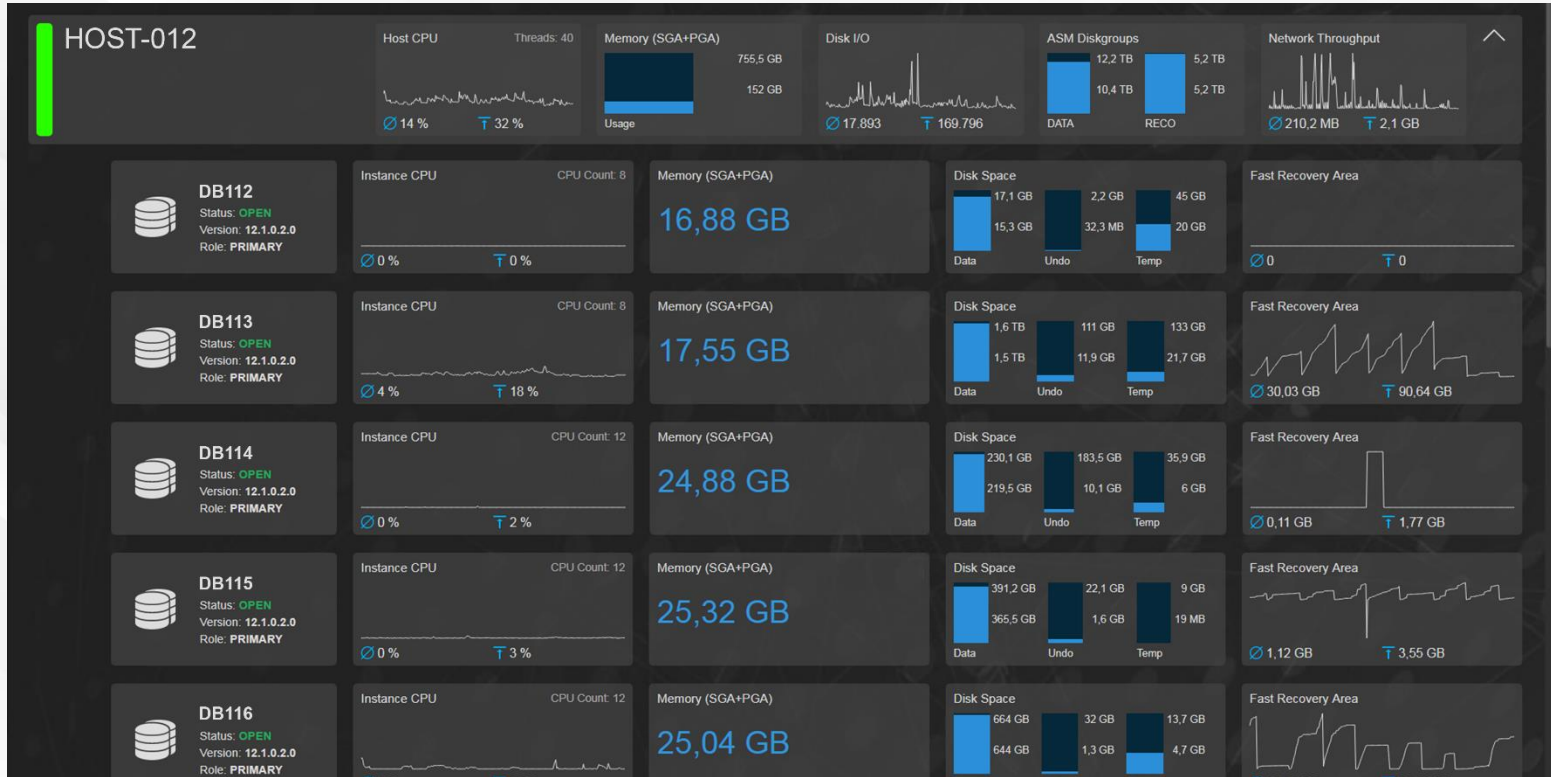 HOST-012
Host CPU Threads: 40
Ø 14 % 32 %
Memory (SGA+PGA)
755,5 GB
152 GB
Usage
Disk I/O
Ø 17.893 169.796
ASM Diskgroups
12,2 TB 5,2 TB
10,4 TB 5,2 TB
DATA RECO
Network Throughput
Ø 210,2 MB 2,1 GB
DB112
Status: OPEN
Version: 12.1.0.2.0
Role: PRIMARY
Instance CPU CPU Count: 8
Ø 0 % 0 %
Memory (SGA+PGA)
16,88 GB
Disk Space
17,1 GB 2,2 GB 45 GB
15,3 GB 32,3 MB 20 GB
Data Undo Temp
Fast Recovery Area
Ø 0 0
DB113
Status: OPEN
Version: 12.1.0.2.0
Role: PRIMARY
Instance CPU CPU Count: 8
Ø 4 % 18 %
Memory (SGA+PGA)
17,55 GB
Disk Space
1,6 TB 111 GB 133 GB
1,5 TB 11,9 GB 21,7 GB
Data Undo Temp
Fast Recovery Area
Ø 30,03 GB 90,64 GB
DB114
Status: OPEN
Version: 12.1.0.2.0
Role: PRIMARY
Instance CPU CPU Count: 12
Ø 0 % 2 %
Memory (SGA+PGA)
24,88 GB
Disk Space
230,1 GB 183,5 GB 35,9 GB
219,5 GB 10,1 GB 6 GB
Data Undo Temp
Fast Recovery Area
Ø 0,11 GB 1,77 GB
DB115
Status: OPEN
Version: 12.1.0.2.0
Role: PRIMARY
Instance CPU CPU Count: 12
Ø 0 % 3 %
Memory (SGA+PGA)
25,32 GB
Disk Space
391,2 GB 22,1 GB 9 GB
365,5 GB 1,6 GB 19 MB
Data Undo Temp
Fast Recovery Area
Ø 1,12 GB 3,55 GB
DB116
Status: OPEN
Version: 12.1.0.2.0
Role: PRIMARY
Instance CPU CPU Count: 12
Memory (SGA+PGA)
25,04 GB
Disk Space
664 GB 32 GB 13,7 GB
644 GB 1,3 GB 4,7 GB
Fast Recovery Area